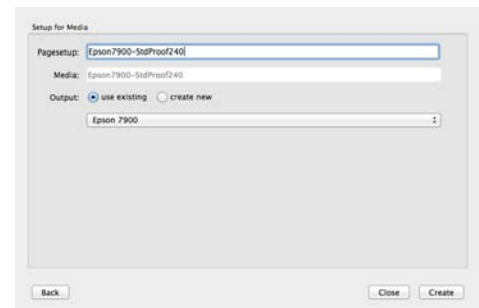 Setup for Media
Pagesetup: Epson7900-StdProof240
Media: Epson7900-StdProof240
Output: use existing create new
Epson 7900
Back Close Create